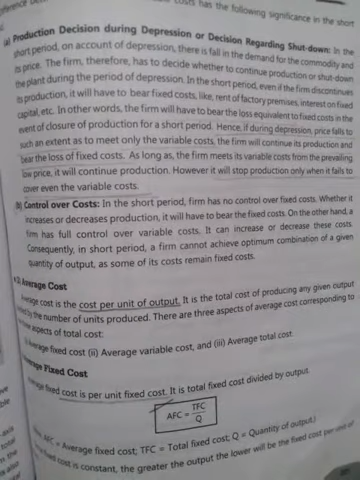 costs has the following significance in the short
(a) Production Decision during Depression or Decision Regarding Shut-down: In the
short period, on account of depression, there is fall in the demand for the commodity and
its price. The firm, therefore, has to decide whether to continue production or shut-down
the plant during the period of depression. In the short period, even if the firm discontinues
its production, it will have to bear fixed costs, like, rent of factory premises, interest on fixed
capital, etc. In other words, the firm will have to bear the loss equivalent to fixed costs in the
event of closure of production for a short period. Hence, if during depression, price falls to
such an extent as to meet only the variable costs, the firm will continue its production and
bear the loss of fixed costs. As long as, the firm meets its variable costs from the prevailing
low price, it will continue production. However it will stop production only when it fails to
cover even the variable costs.
(b) Control over Costs: In the short period, firm has no control over fixed costs. Whether it
increases or decreases production, it will have to bear the fixed costs. On the other hand, a
firm has full control over variable costs. It can increase or decrease these costs.
Consequently, in short period, a firm cannot achieve optimum combination of a given
quantity of output, as some of its costs remain fixed costs.
Average Cost
cost is the cost per unit of output. It is the total cost of producing any given output
by the number of units produced. There are three aspects of average cost corresponding to
aspects of total cost:
fixed cost (ii) Average variable cost, and (iii) Average total cost.
Fixed Cost
fixed cost is per unit fixed cost. It is total fixed cost divided by output.
AFC = TFC
Q
AFC = Average fixed cost; TFC = Total fixed cost; Q = Quantity of output.)
fixed cost is constant, the greater the output the lower will be the fixed cost per unit of